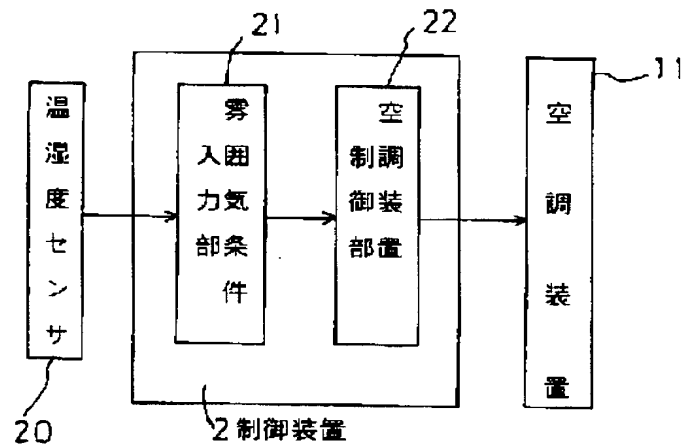 21
22
11
温湿度センサ
雰囲気条件
入力部
空調装置
制御部
空調装置
20
2制御装置